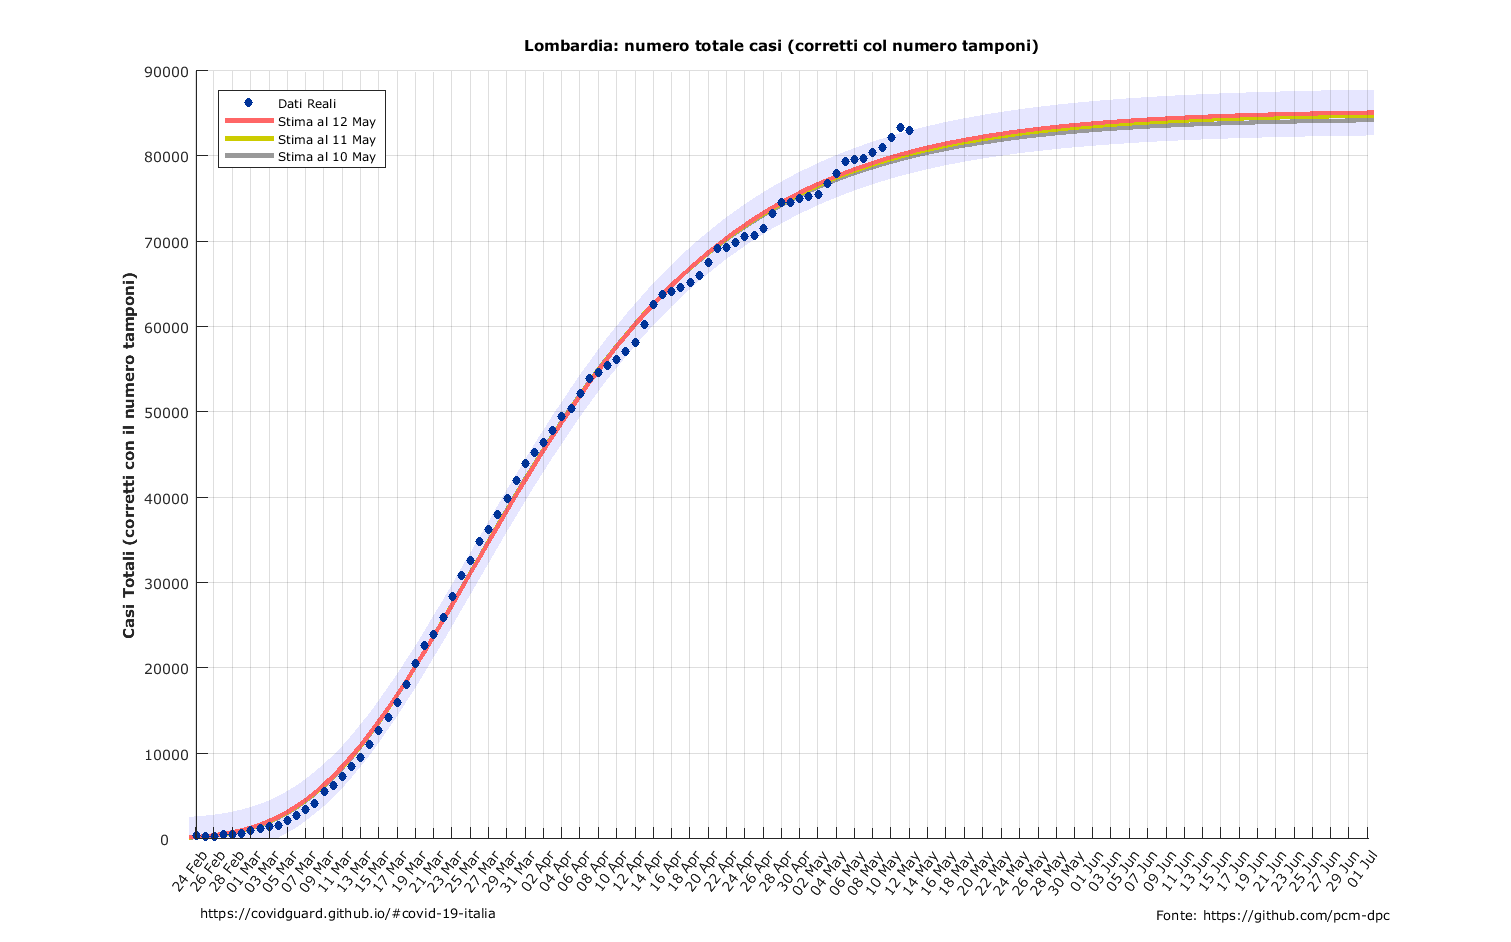 Lombardia: numero totale casi (corretti col numero tamponi)
Dati Reali
Stima al 12 May
Stima al 11 May
Stima al 10 May
Casi Totali (corretti con il numero tamponi)
90000
80000
70000
60000
50000
40000
30000
20000
10000
0
24 Feb
26 Feb
28 Feb
01 Mar
03 Mar
05 Mar
07 Mar
09 Mar
11 Mar
13 Mar
15 Mar
17 Mar
19 Mar
21 Mar
23 Mar
25 Mar
27 Mar
29 Mar
31 Mar
02 Apr
04 Apr
06 Apr
08 Apr
10 Apr
12 Apr
14 Apr
16 Apr
18 Apr
20 Apr
22 Apr
24 Apr
26 Apr
28 Apr
30 Apr
02 May
04 May
06 May
08 May
10 May
12 May
14 May
16 May
18 May
20 May
22 May
24 May
26 May
28 May
30 May
01 Jun
03 Jun
05 Jun
07 Jun
09 Jun
11 Jun
13 Jun
15 Jun
17 Jun
19 Jun
21 Jun
23 Jun
25 Jun
27 Jun
29 Jun
01 Jul
https://covidguard.github.io/#covid-19-italia
Fonte: https://github.com/pcm-dpc